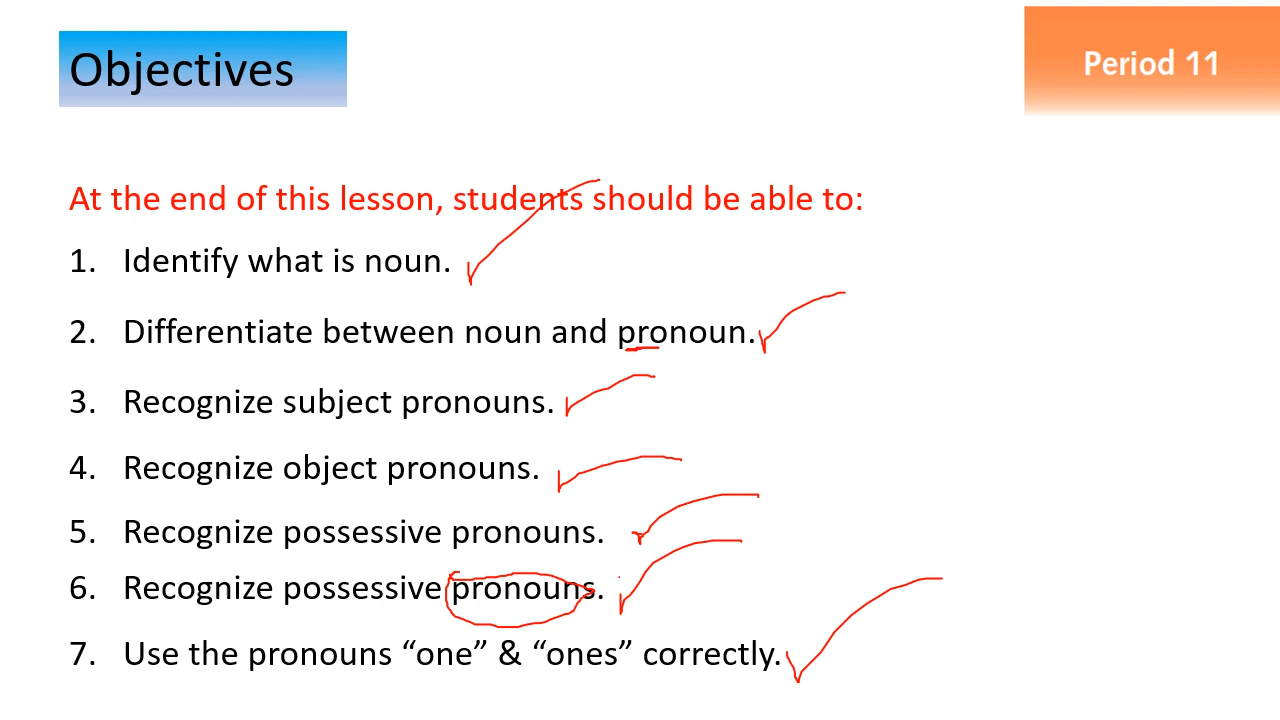 Objectives
Period 11
At the end of this lesson, students should be able to:
1. Identify what is noun.
2. Differentiate between noun and pronoun.
3. Recognize subject pronouns.
4. Recognize object pronouns.
5. Recognize possessive pronouns.
6. Recognize possessive pronouns.
7. Use the pronouns “one” & “ones” correctly.